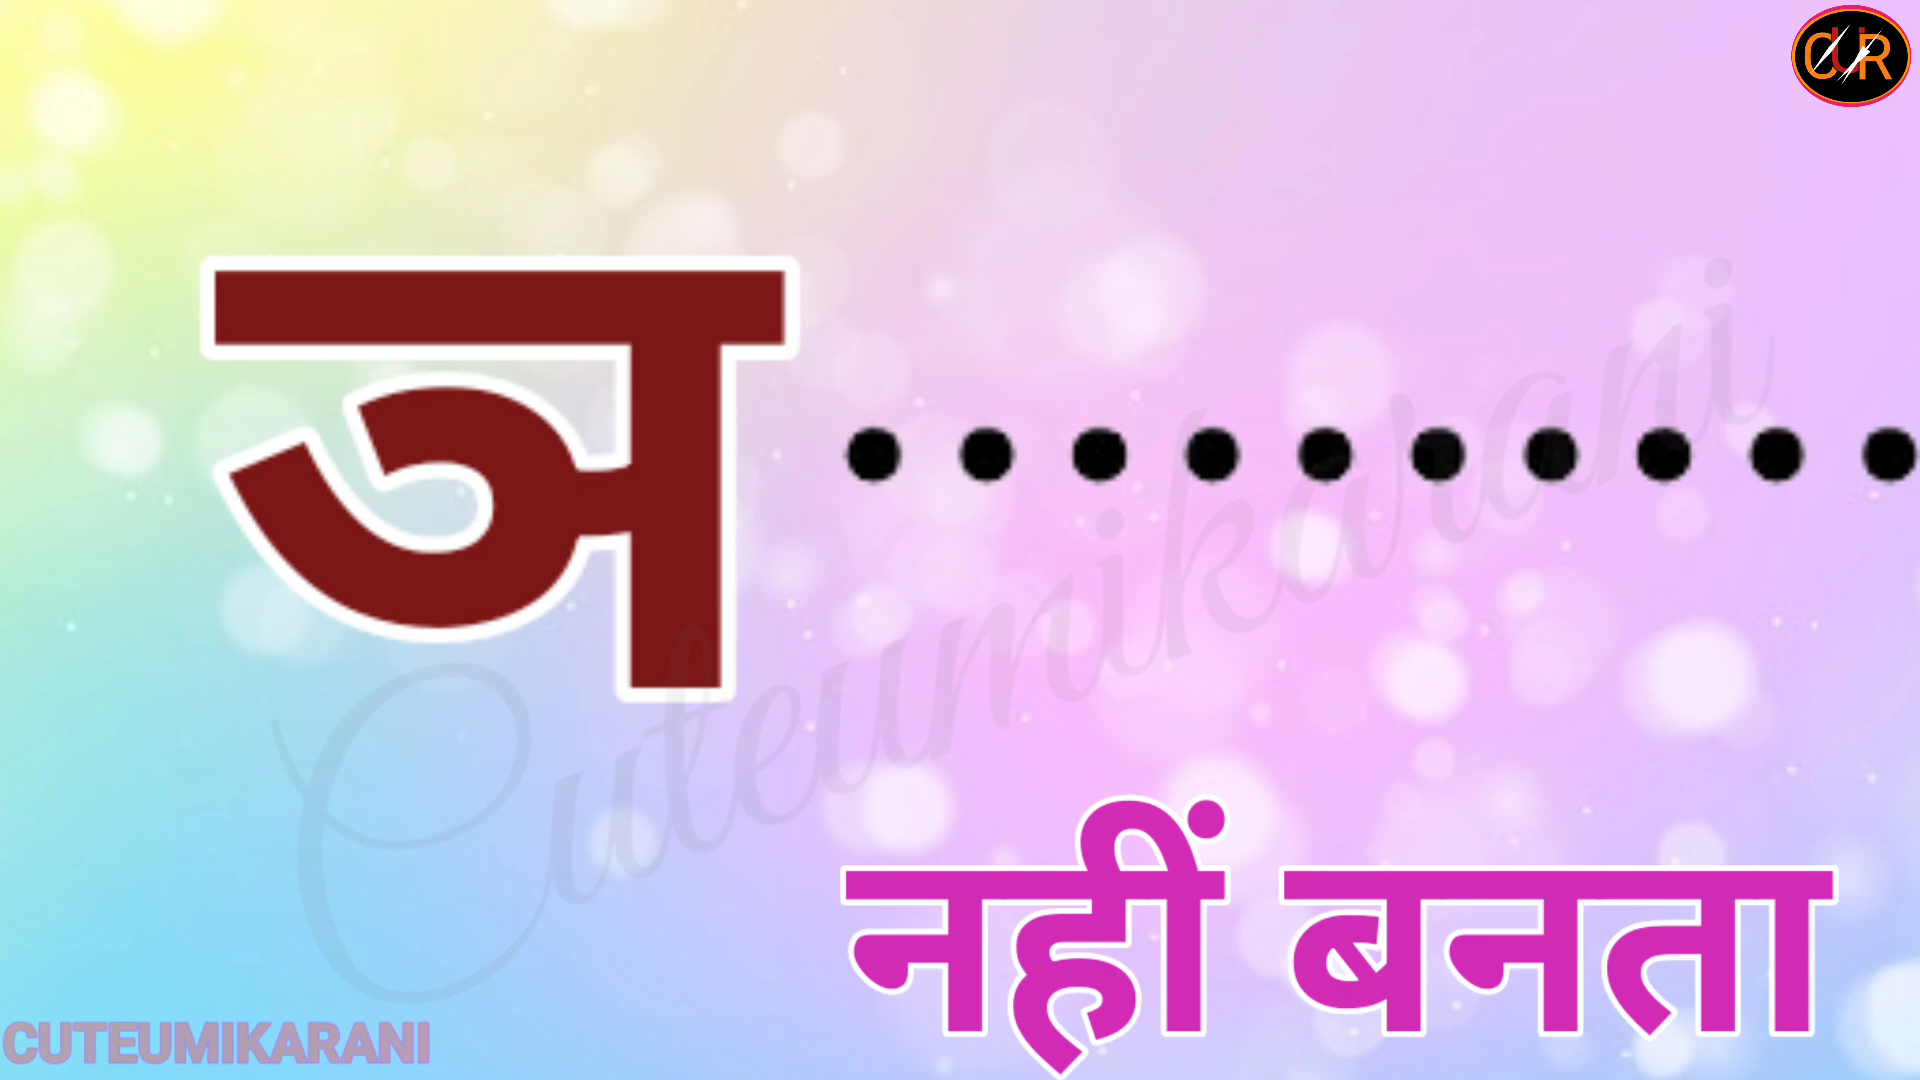 CUR
ञ . . . . . . . . . .
Cuteumikarani
नहीं बनता
CUTEUMIKARANI